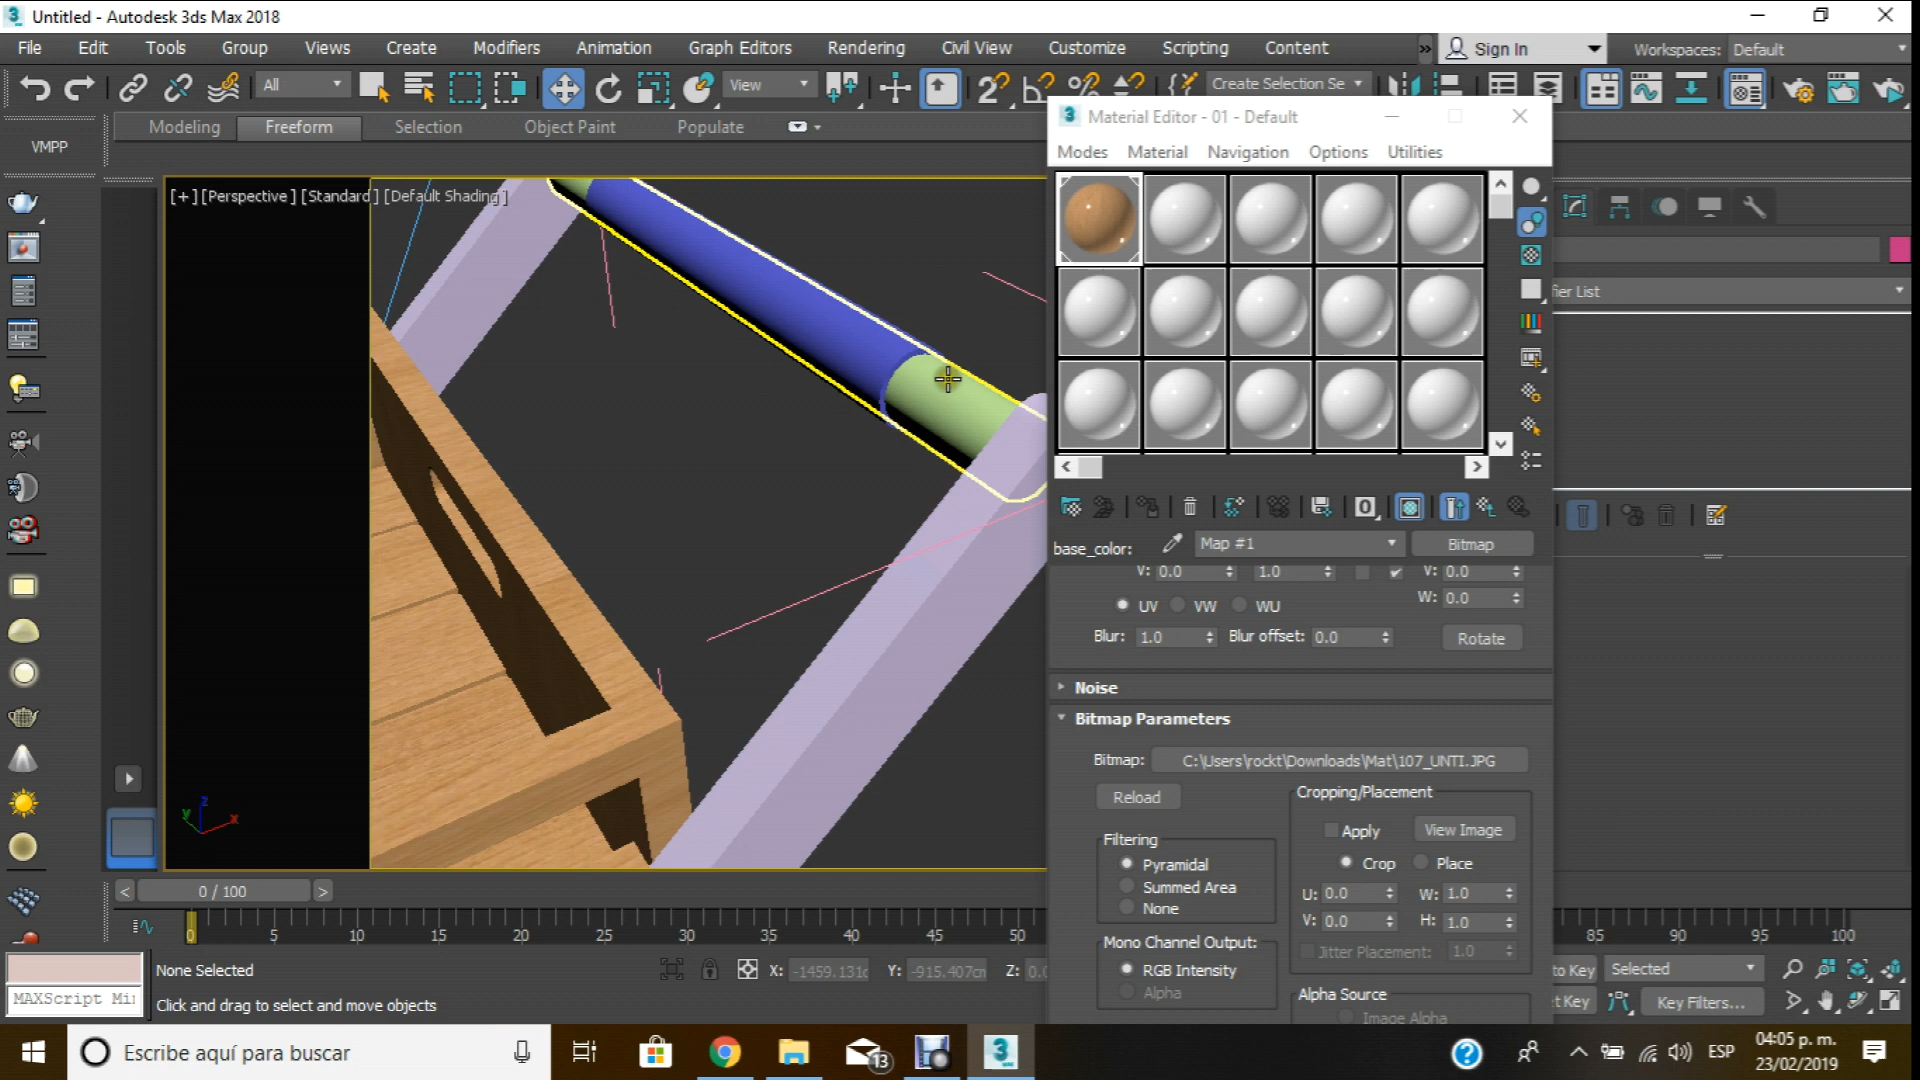 Untitled - Autodesk 3ds Max 2018
File Edit Tools Group Views Create Modifiers Animation Graph Editors Rendering Civil View Customize Scripting Content
Sign In
Workspaces: Default
All
View
Create Selection Se
Modeling Freeform Selection Object Paint Populate
VMPP
Material Editor - 01 - Default
Modes Material Navigation Options Utilities
[+] [Perspective ] [Standard ] [Default Shading ]
fier List
base_color:
Map #1
Bitmap
V: 0.0
1.0
V: 0.0
W: 0.0
UV VW WU
Blur: 1.0
Blur offset: 0.0
Rotate
Noise
Bitmap Parameters
Bitmap:
C:\Users\rockt\Downloads\Mat\107_UNTI.JPG
Reload
Cropping/Placement
Apply
View Image
Filtering
Pyramidal
Summed Area
None
Crop Place
U: 0.0 W: 1.0
V: 0.0 H: 1.0
Jitter Placement: 1.0
Mono Channel Output:
RGB Intensity
Alpha
Alpha Source
Image Alpha
z
y
x
< 0 / 100 >
0 5 10 15 20 25 30 35 40 45 50 85 90 95 100
None Selected
X: -1459.131c
Y: -915.407cm
Z: 0.0
MAXScript Mi
Click and drag to select and move objects
to Key
Selected
t Key
Key Filters...
Escribe aquí para buscar
13
3
ESP
04:05 p. m.
23/02/2019